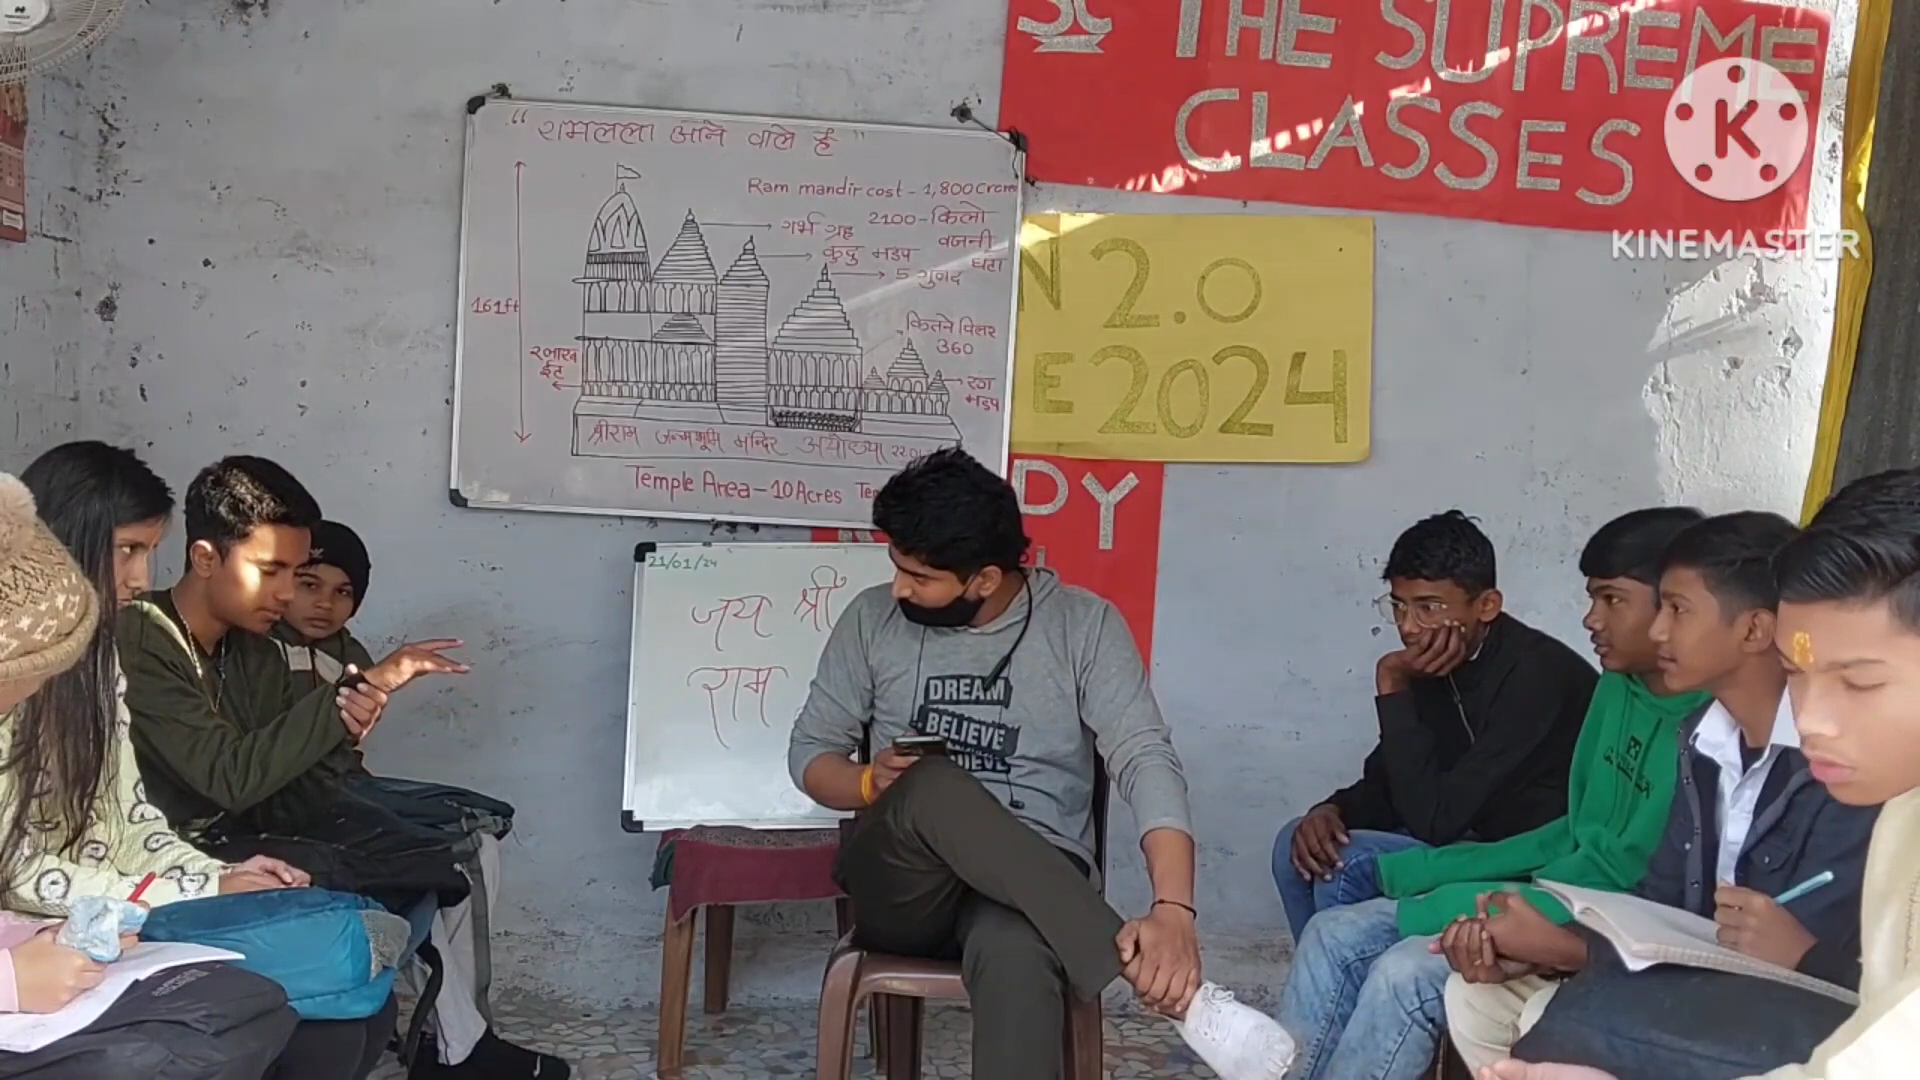 THE SUPREME
CLASSES
KINEMASTER
"रामलला आने वाले हैं"
Ram mandir cost - 1,800 Crore
गर्भ ग्रह
2100-किलो
वजनी
घंटा
कुदु मडप
5 गुंबद
161ft
कितने पिलर
360
2 लाख
ईंट
रंग
मडप
श्रीराम जन्मभूमि मन्दिर अयोध्या
Temple Area - 10 Acres
N 2.0
E 2024
DY
21/01/24
जय श्री
राम
DREAM
BELIEVE